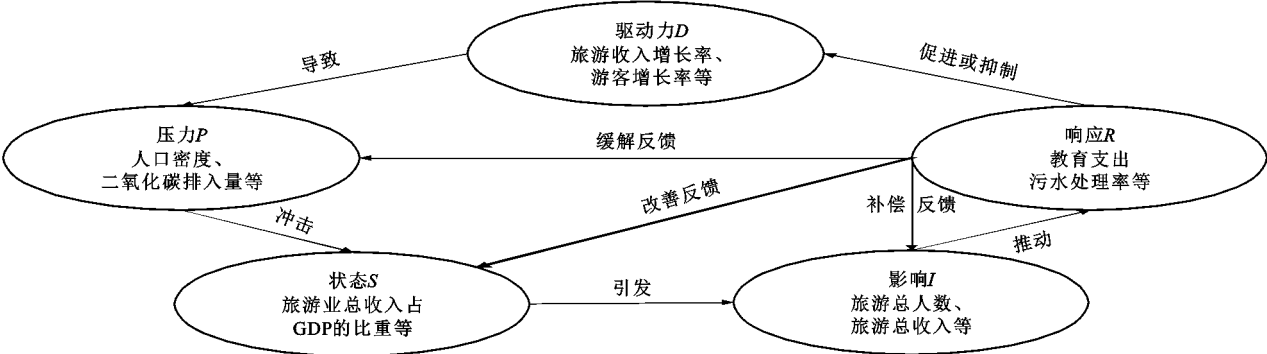 驱动力D
旅游收入增长率、
游客增长率等
导致
促进或抑制
压力P
人口密度、
二氧化碳排入量等
缓解反馈
响应R
教育支出
污水处理率等
改善反馈
补偿 反馈
冲击
推动
状态S
旅游业总收入占
GDP的比重等
引发
影响I
旅游总人数、
旅游总收入等